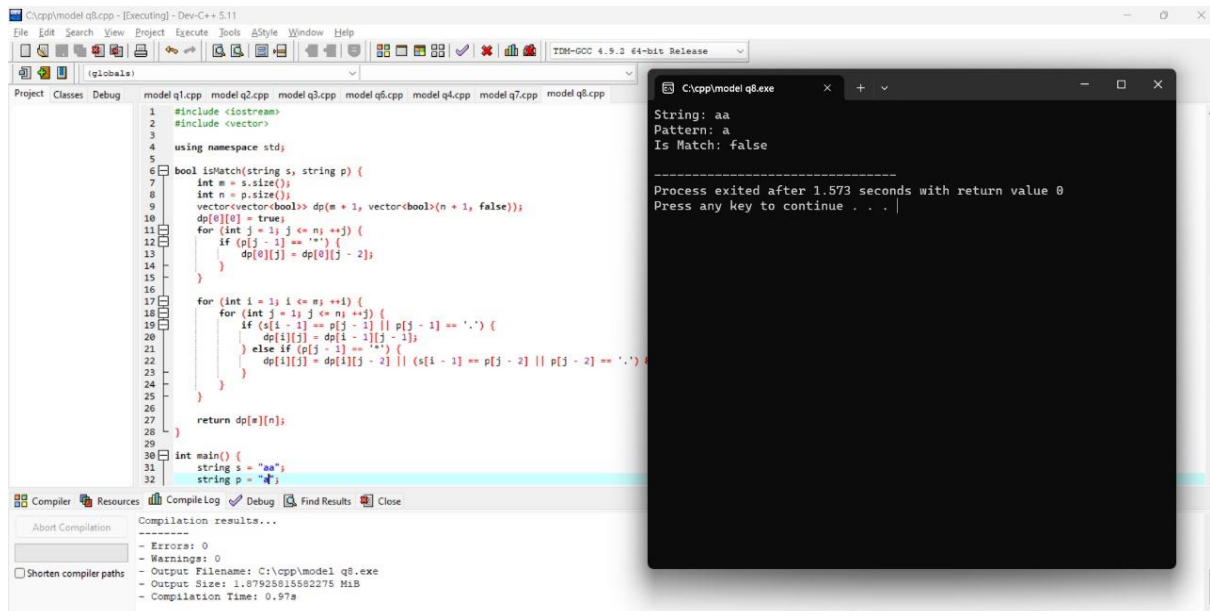 C:\cpp\model q8.cpp - [Executing] - Dev-C++ 5.11
File Edit Search View Project Execute Tools AStyle Window Help
TDM-GCC 4.9.2 64-bit Release
(globals)
Project Classes Debug
model q1.cpp model q2.cpp model q3.cpp model q6.cpp model q4.cpp model q7.cpp model q8.cpp
1 #include <iostream>
2 #include <vector>
3
4 using namespace std;
5
6 bool isMatch(string s, string p) {
7 int m = s.size();
8 int n = p.size();
9 vector<vector<bool>> dp(m + 1, vector<bool>(n + 1, false));
10 dp[0][0] = true;
11 for (int j = 1; j <= n; ++j) {
12 if (p[j - 1] == '*') {
13 dp[0][j] = dp[0][j - 2];
14 }
15 }
16
17 for (int i = 1; i <= m; ++i) {
18 for (int j = 1; j <= n; ++j) {
19 if (s[i - 1] == p[j - 1] || p[j - 1] == '.') {
20 dp[i][j] = dp[i - 1][j - 1];
21 } else if (p[j - 1] == '*') {
22 dp[i][j] = dp[i][j - 2] || (s[i - 1] == p[j - 2] || p[j - 2] == '.')
23 }
24 }
25 }
26
27 return dp[m][n];
28 }
29
30 int main() {
31 string s = "aa";
32 string p = "a";
C:\cpp\model q8.exe
String: aa
Pattern: a
Is Match: false
--------------------------------
Process exited after 1.573 seconds with return value 0
Press any key to continue . . .
Compiler Resources Compile Log Debug Find Results Close
Abort Compilation
Shorten compiler paths
Compilation results...
--------
- Errors: 0
- Warnings: 0
- Output Filename: C:\cpp\model q8.exe
- Output Size: 1.87925815582275 MiB
- Compilation Time: 0.97s